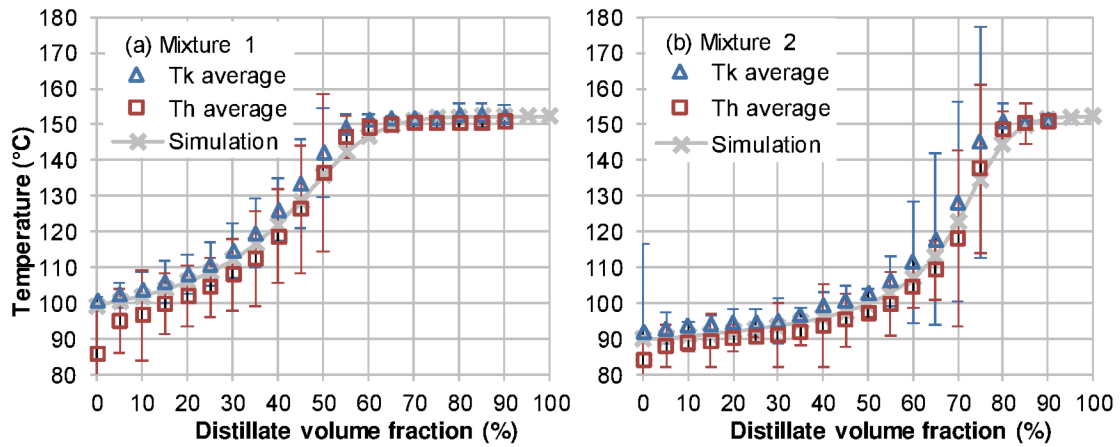 180
170
160
150
140
130
120
110
100
90
80
Temperature (°C)
(a) Mixture 1
Tk average
Th average
Simulation
0 10 20 30 40 50 60 70 80 90 100
Distillate volume fraction (%)
180
170
160
150
140
130
120
110
100
90
80
(b) Mixture 2
Tk average
Th average
Simulation
0 10 20 30 40 50 60 70 80 90 100
Distillate volume fraction (%)